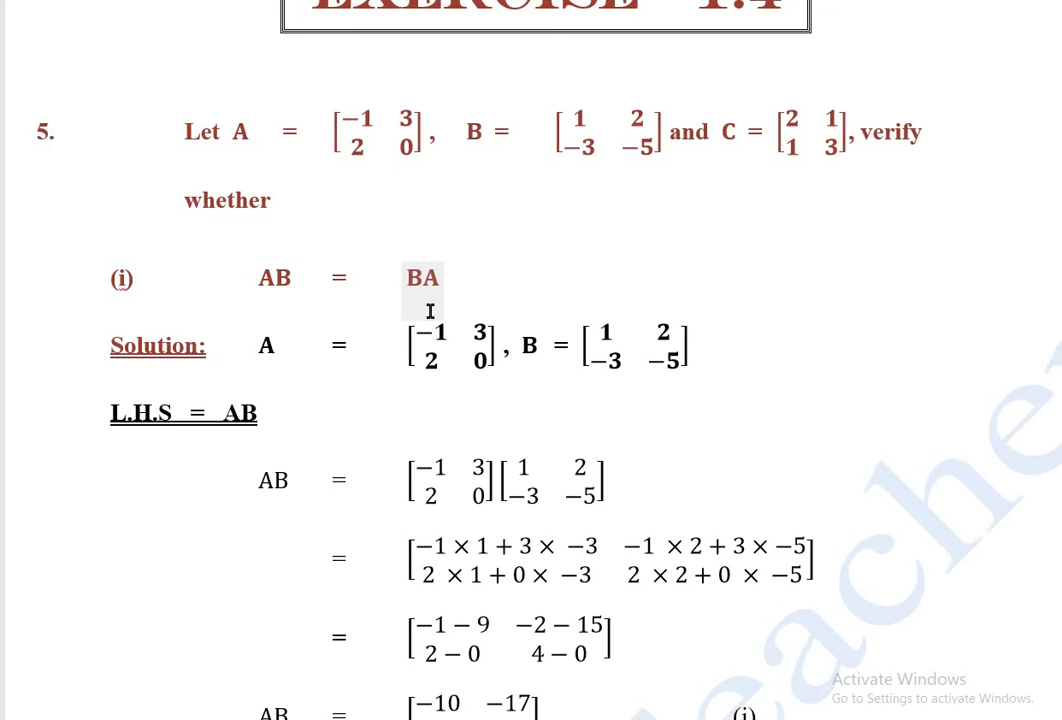 EXERCISE – 1.4
5. Let A = [−1 3; 2 0], B = [1 2; −3 −5] and C = [2 1; 1 3], verify
whether
(i) AB = BA
Solution: A = [−1 3; 2 0], B = [1 2; −3 −5]
L.H.S = AB
AB = [−1 3; 2 0][1 2; −3 −5]
= [−1 × 1 + 3 × −3 −1 × 2 + 3 × −5; 2 × 1 + 0 × −3 2 × 2 + 0 × −5]
= [−1 − 9 −2 − 15; 2 − 0 4 − 0]
AB = [−10 −17] (i)
eache
Activate Windows
Go to Settings to activate Windows.